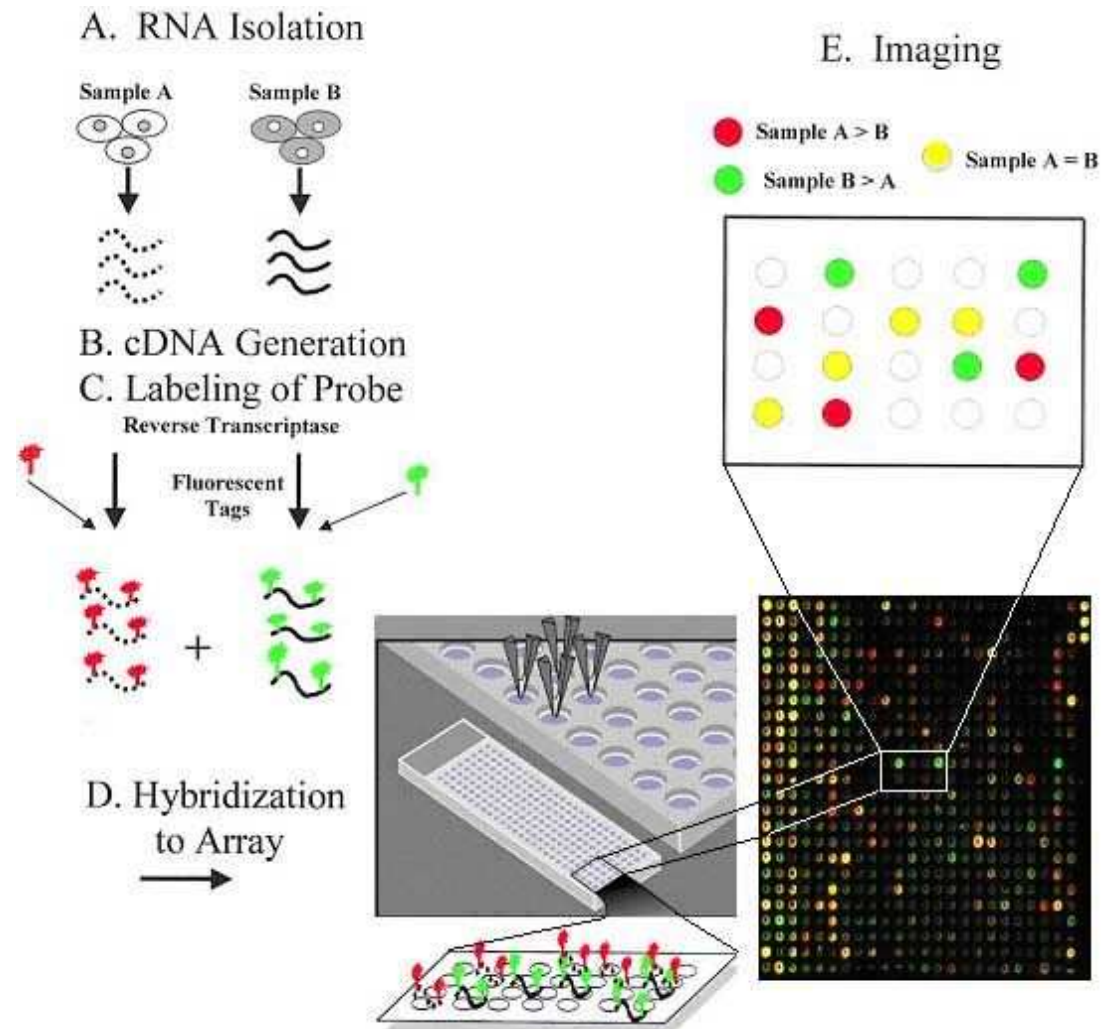 A. RNA Isolation
Sample A
Sample B
B. cDNA Generation
C. Labeling of Probe
Reverse Transcriptase
Fluorescent
Tags
+
D. Hybridization
to Array
E. Imaging
Sample A > B
Sample B > A
Sample A = B